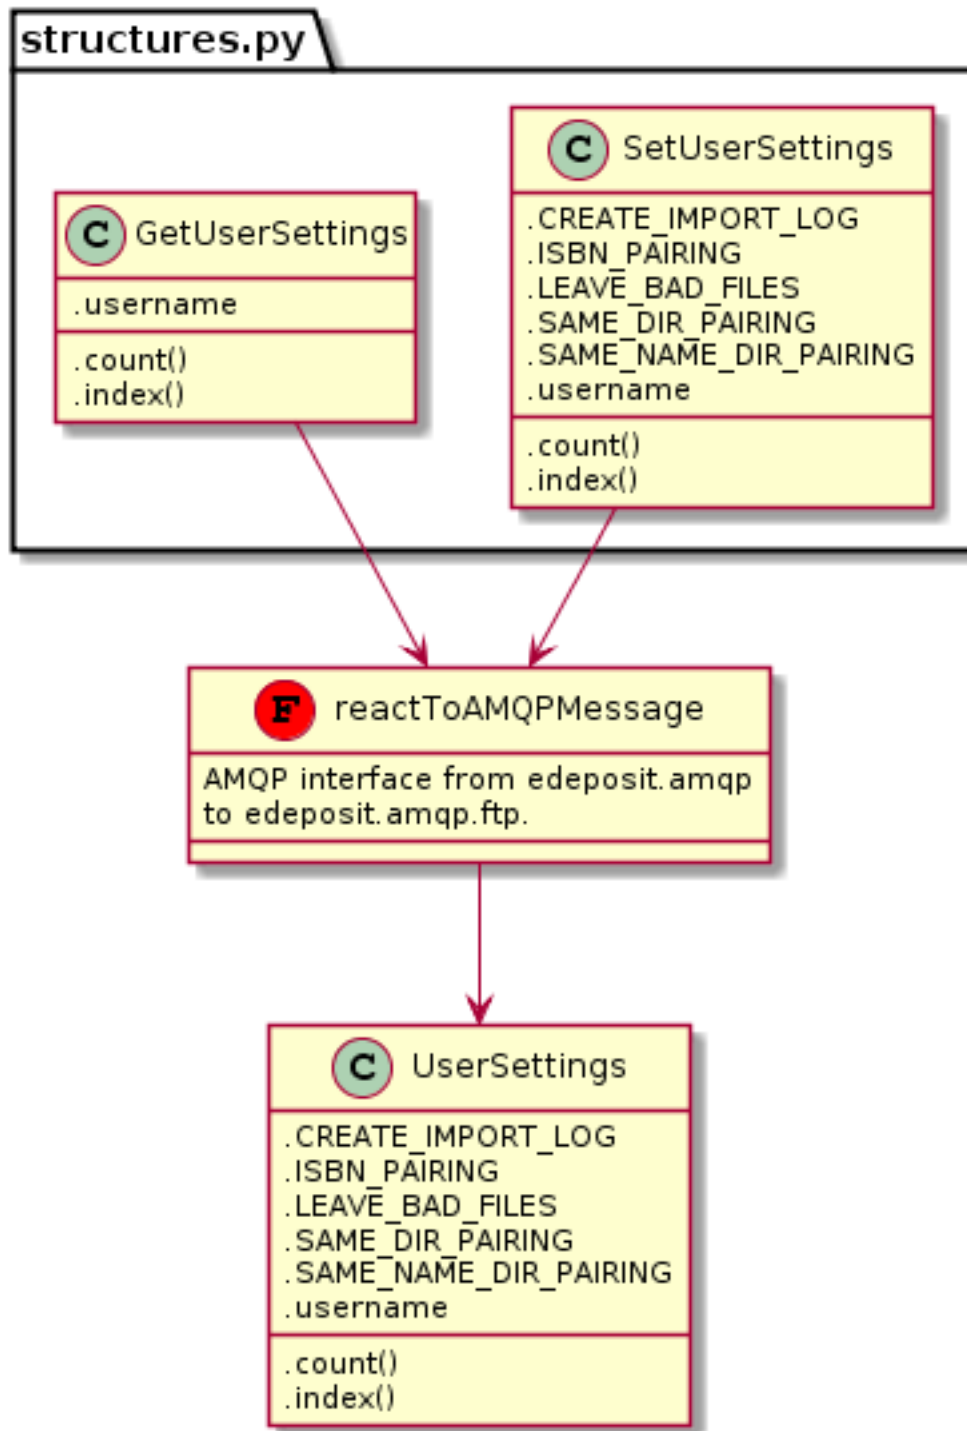 structures.py
C GetUserSettings
.username
.count()
.index()
C SetUserSettings
.CREATE_IMPORT_LOG
.ISBN_PAIRING
.LEAVE_BAD_FILES
.SAME_DIR_PAIRING
.SAME_NAME_DIR_PAIRING
.username
.count()
.index()
F reactToAMQPMessage
AMQP interface from edeposit.amqp
to edeposit.amqp.ftp.
C UserSettings
.CREATE_IMPORT_LOG
.ISBN_PAIRING
.LEAVE_BAD_FILES
.SAME_DIR_PAIRING
.SAME_NAME_DIR_PAIRING
.username
.count()
.index()